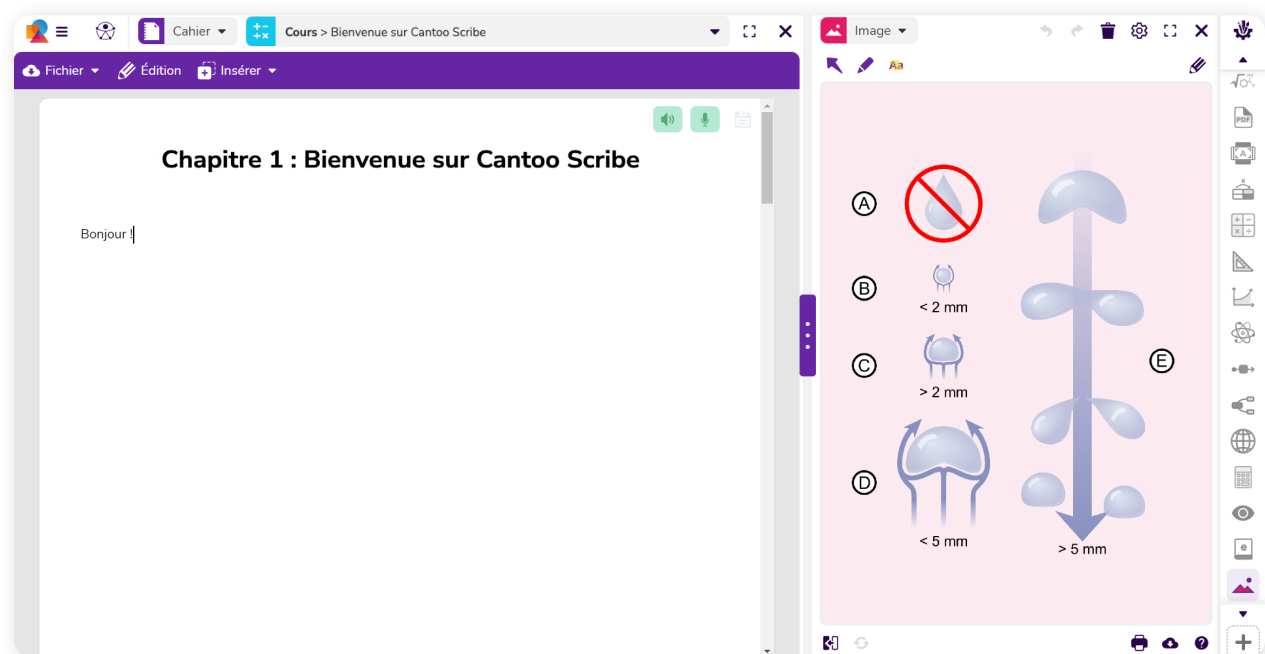 Cahier
Cours > Bienvenue sur Cantoo Scribe
Image
Fichier
Édition
Insérer
Aa
Chapitre 1 : Bienvenue sur Cantoo Scribe
Bonjour !
A
B
< 2 mm
C
> 2 mm
D
< 5 mm
E
> 5 mm
PDF
A
e